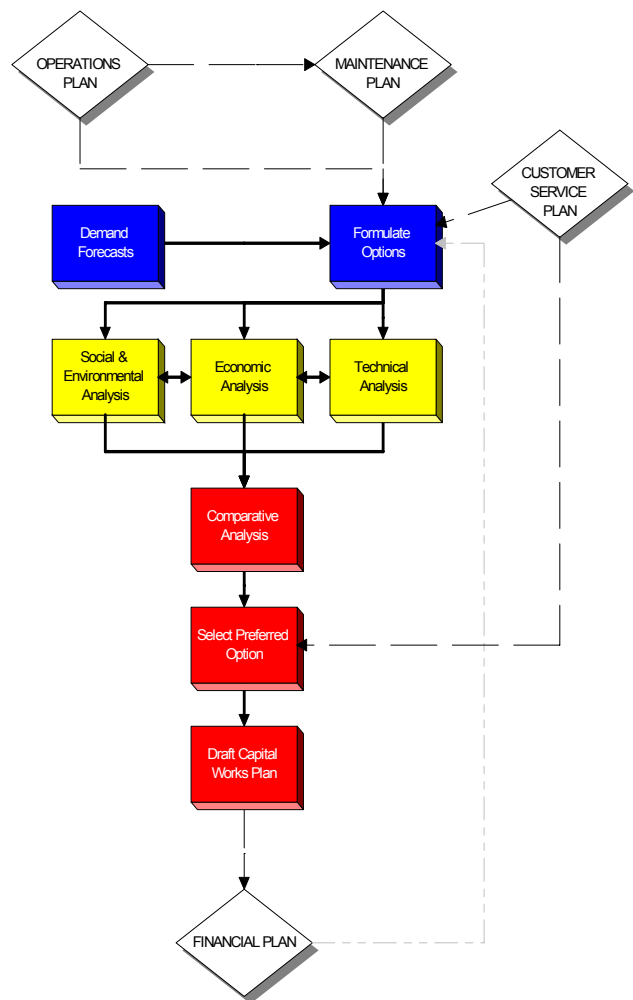 OPERATIONS
PLAN
MAINTENANCE
PLAN
CUSTOMER
SERVICE
PLAN
Demand
Forecasts
Formulate
Options
Social &
Environmental
Analysis
Economic
Analysis
Technical
Analysis
Comparative
Analysis
Select Preferred
Option
Draft Capital
Works Plan
FINANCIAL PLAN